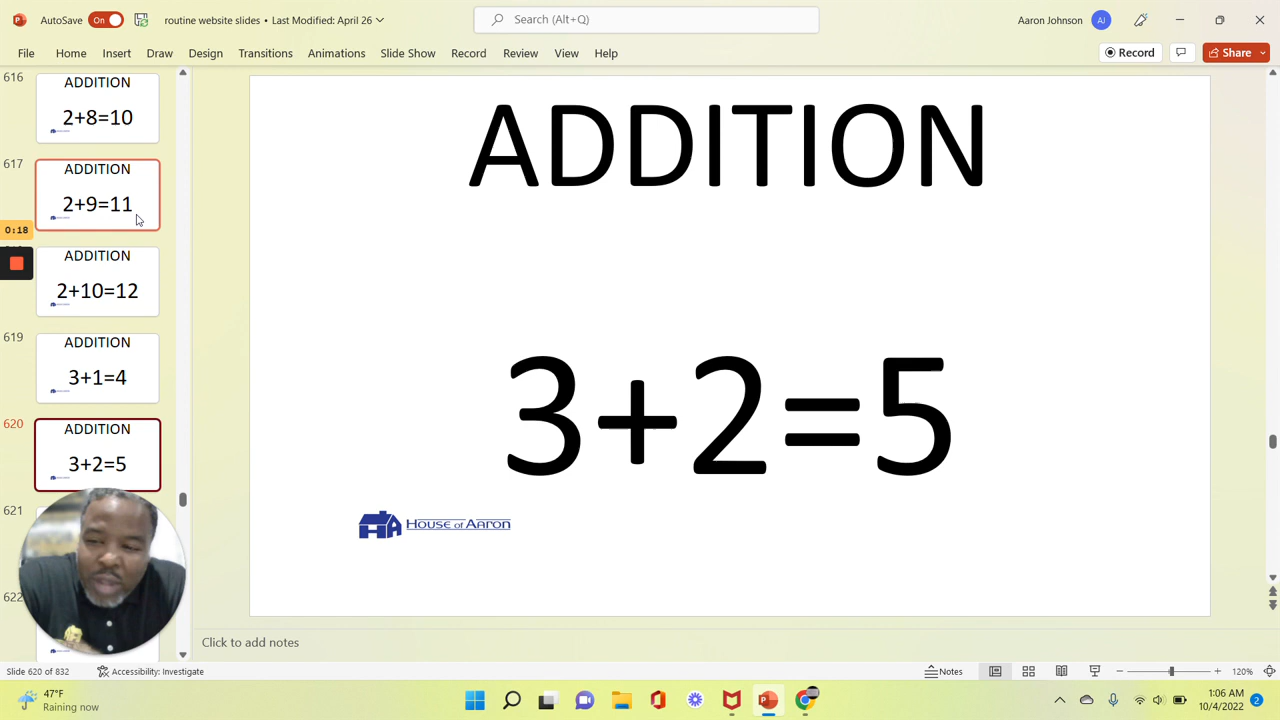 AutoSave On routine website slides • Last Modified: April 26 Search (Alt+Q) Aaron Johnson AJ
File Home Insert Draw Design Transitions Animations Slide Show Record Review View Help Record Share
616
ADDITION
2+8=10
617
ADDITION
2+9=11
0:18
ADDITION
2+10=12
619
ADDITION
3+1=4
620
ADDITION
3+2=5
621
622
ADDITION
3+2=5
HA House of Aaron
Click to add notes
Slide 620 of 832 Accessibility: Investigate Notes 120%
47°F
Raining now
1:06 AM
10/4/2022
2